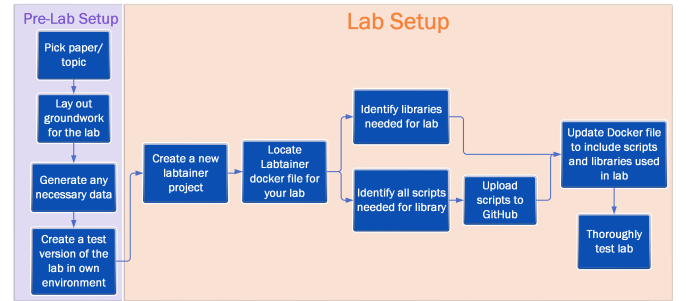 Pre-Lab Setup
Pick paper/
topic
Lay out
groundwork
for the lab
Generate any
necessary data
Create a test
version of the
lab in own
environment
Lab Setup
Create a new
labtainer
project
Locate
Labtainer
docker file for
your lab
Identify libraries
needed for lab
Identify all scripts
needed for library
Upload
scripts to
GitHub
Update Docker file
to include scripts
and libraries used
in lab
Thoroughly
test lab